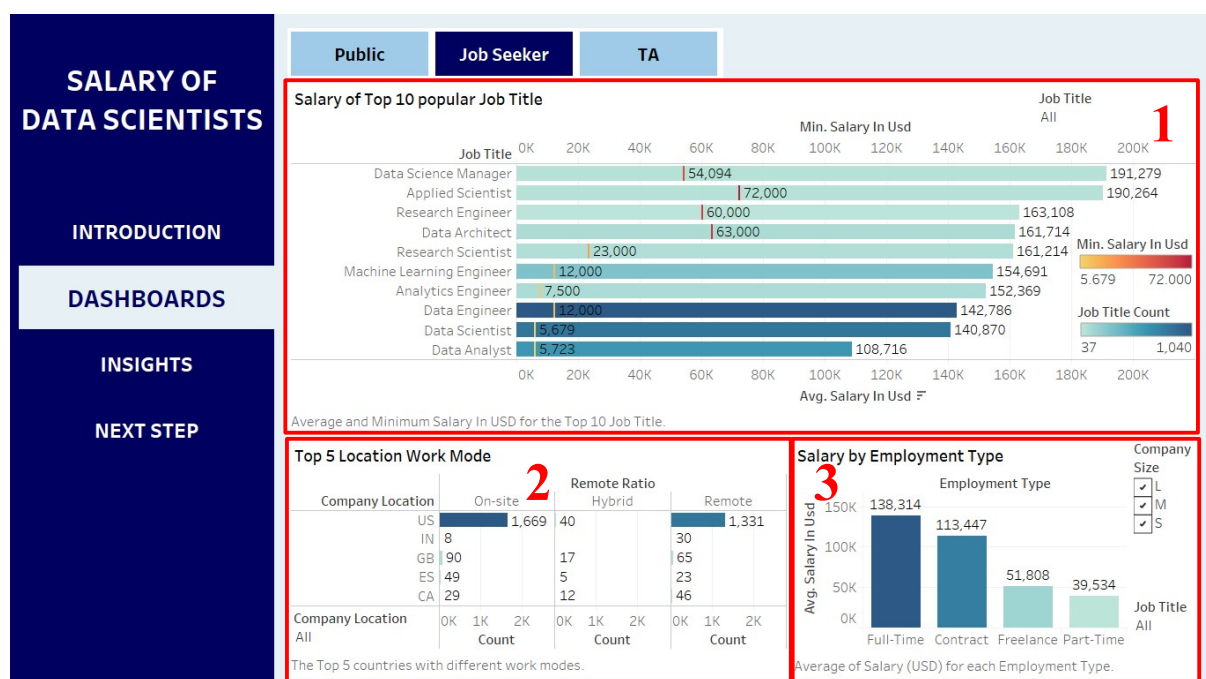 SALARY OF
DATA SCIENTISTS
INTRODUCTION
DASHBOARDS
INSIGHTS
NEXT STEP
Public Job Seeker TA
Salary of Top 10 popular Job Title
Job Title
All
1
Min. Salary In Usd
Job Title 0K 20K 40K 60K 80K 100K 120K 140K 160K 180K 200K
Data Science Manager 54,094 191,279
Applied Scientist 72,000 190,264
Research Engineer 60,000 163,108
Data Architect 63,000 161,714
Research Scientist 23,000 161,214
Machine Learning Engineer 12,000 154,691
Analytics Engineer 7,500 152,369
Data Engineer 12,000 142,786
Data Scientist 5,679 140,870
Data Analyst 5,723 108,716
0K 20K 40K 60K 80K 100K 120K 140K 160K 180K 200K
Avg. Salary In Usd
Min. Salary In Usd
5.679 72.000
Job Title Count
37 1,040
Average and Minimum Salary In USD for the Top 10 Job Title.
Top 5 Location Work Mode
2
Remote Ratio
Company Location On-site Hybrid Remote
US 1,669 40 1,331
IN 8 30
GB 90 17 65
ES 49 5 23
CA 29 12 46
Company Location 0K 1K 2K 0K 1K 2K 0K 1K 2K
All Count Count Count
The Top 5 countries with different work modes.
Salary by Employment Type
3
Employment Type
Avg. Salary In Usd
150K
100K
50K
0K
138,314
113,447
51,808
39,534
Full-Time Contract Freelance Part-Time
Company
Size
L
M
S
Job Title
All
Average of Salary (USD) for each Employment Type.